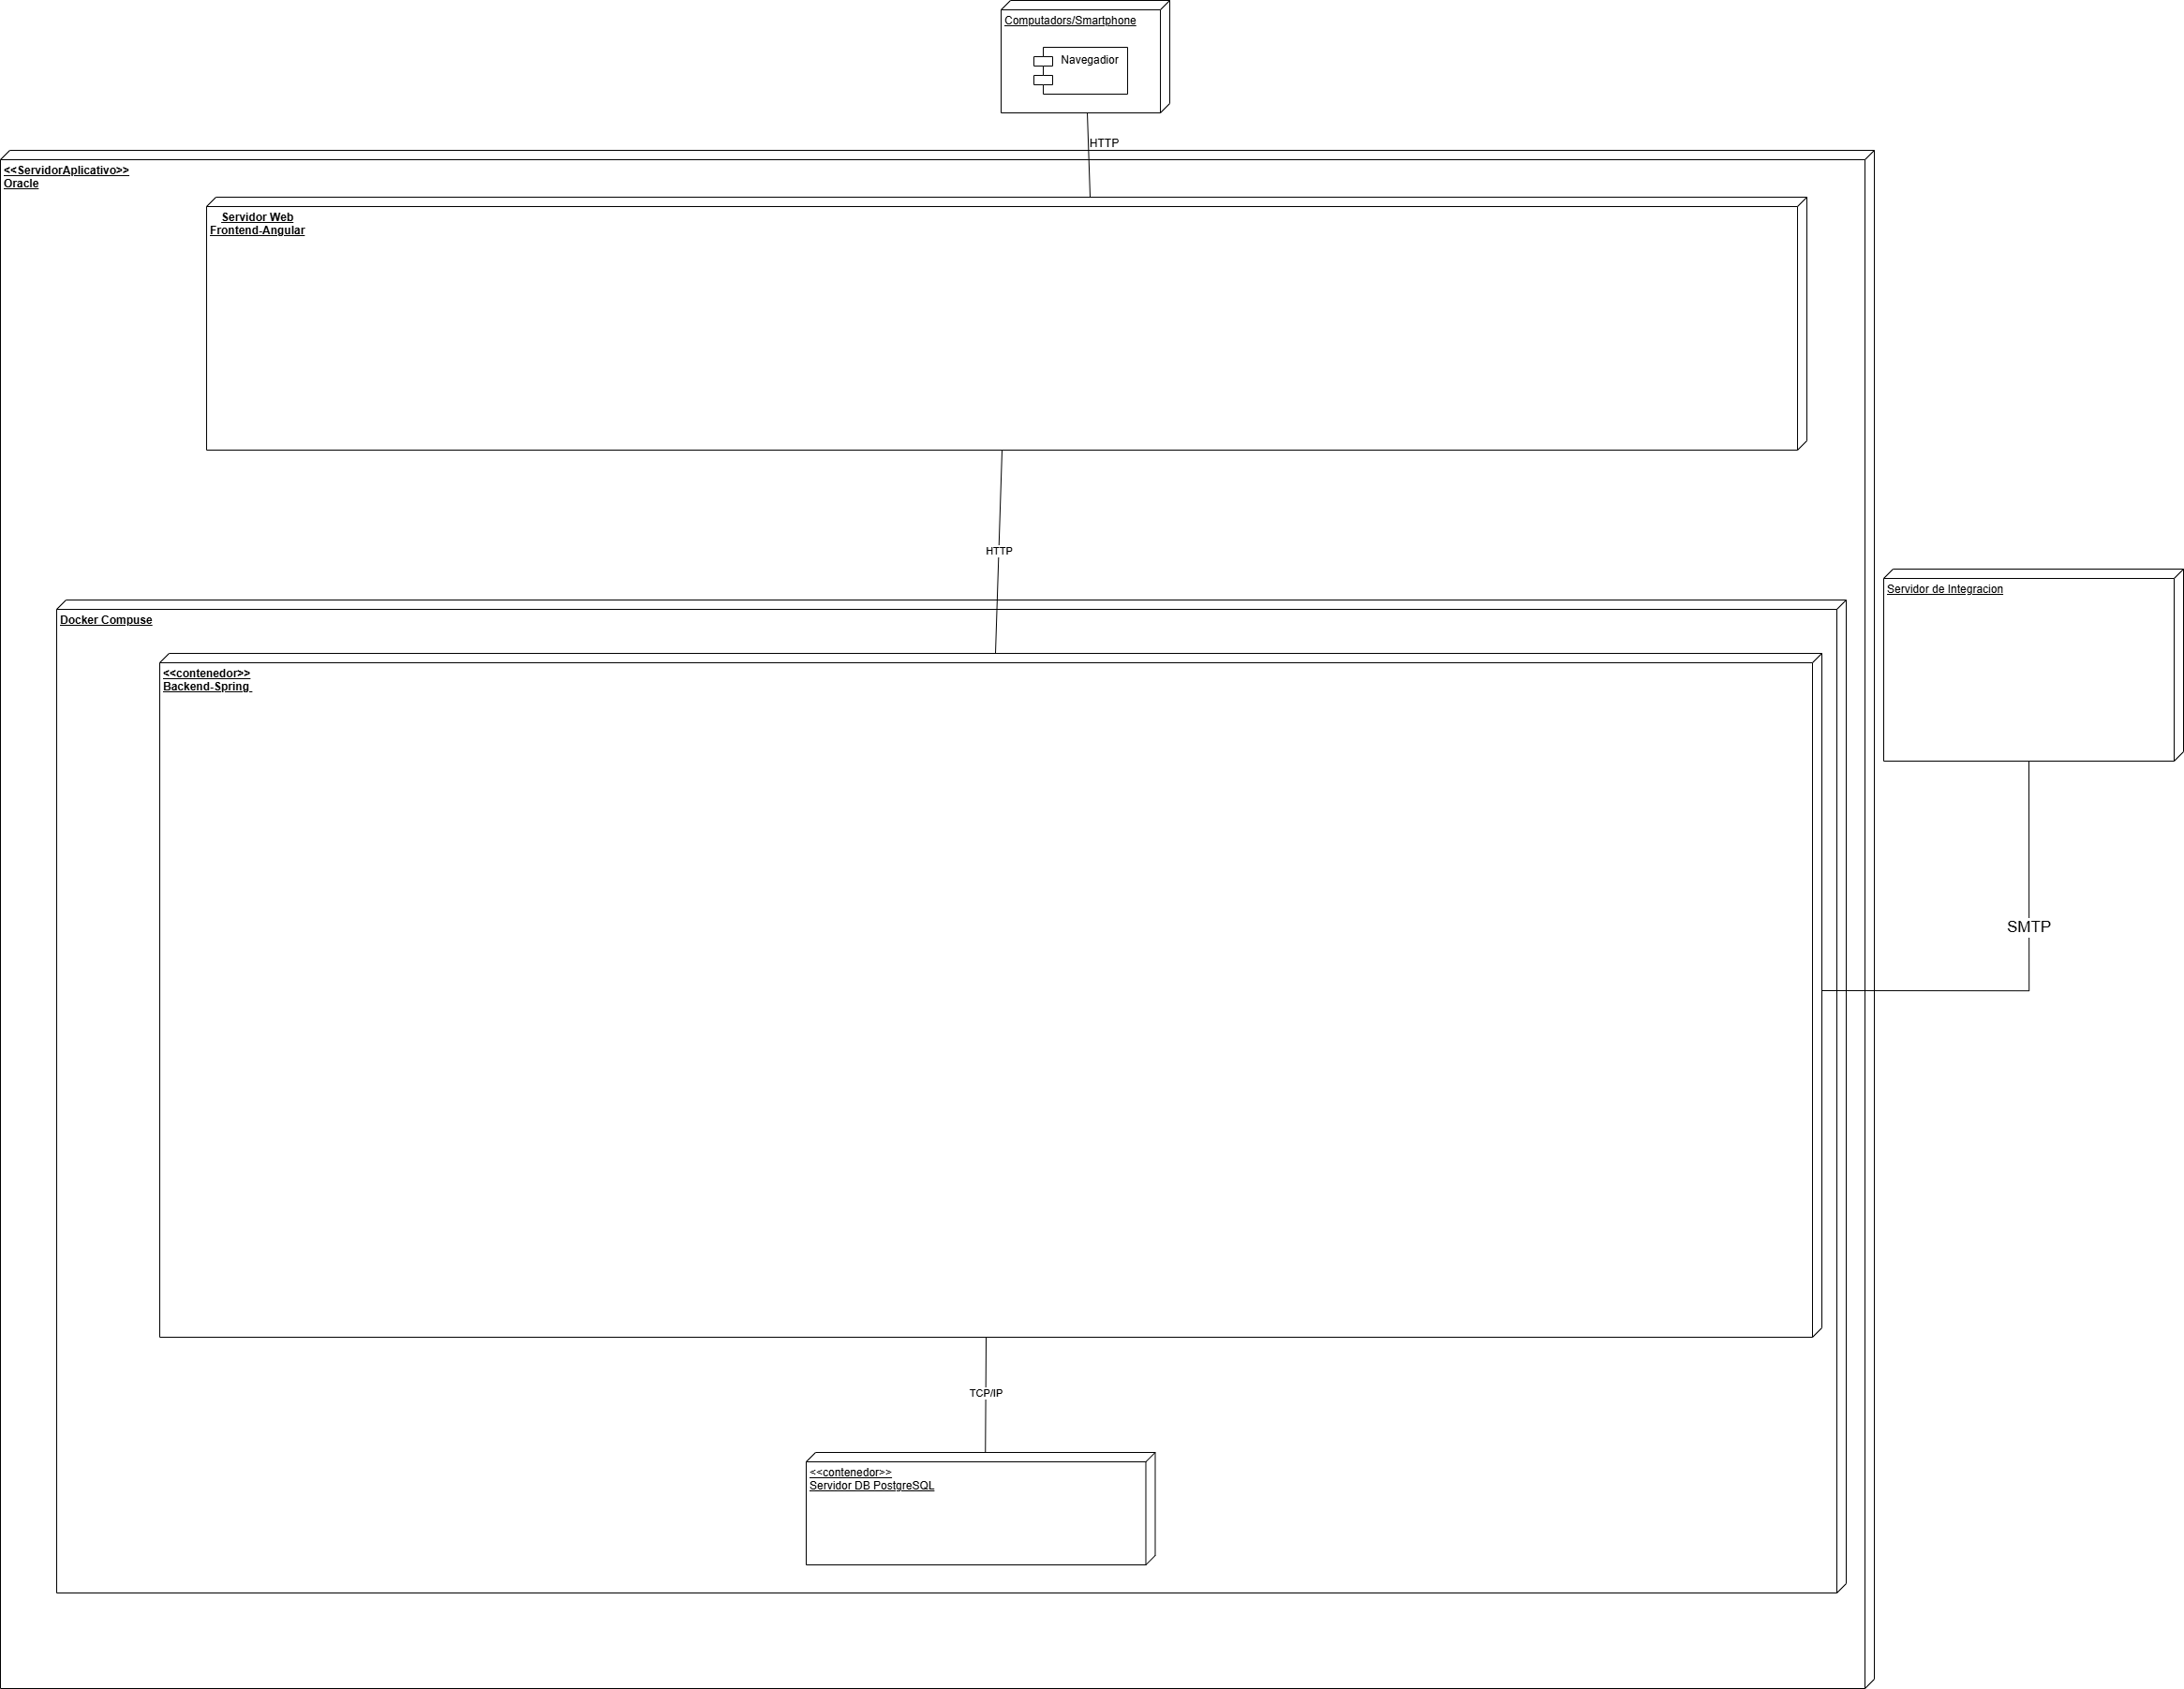 Computadors/Smartphone
Navegadior
HTTP
<<ServidorAplicativo>>
Oracle
Servidor Web
Frontend-Angular
HTTP
Servidor de Integracion
Docker Compuse
<<contenedor>>
Backend-Spring
SMTP
TCP/IP
<<contenedor>>
Servidor DB PostgreSQL